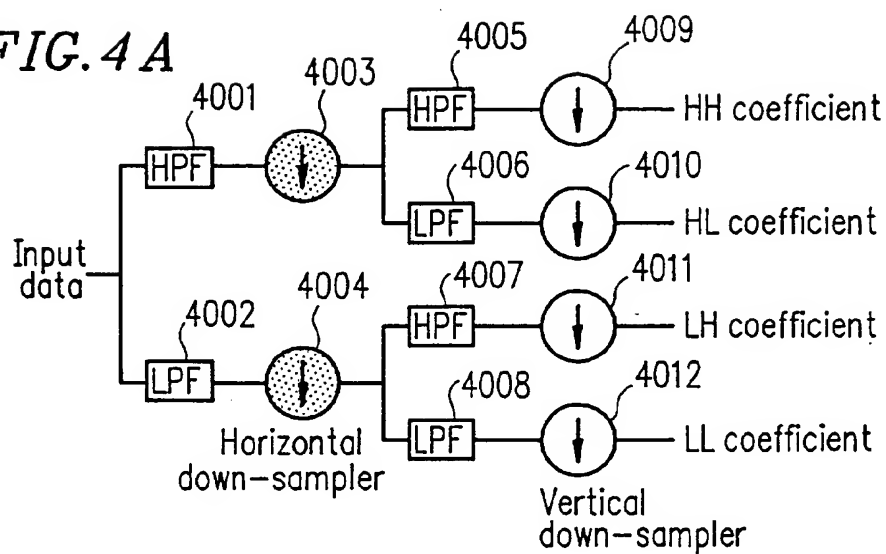 FIG. 4 A
4001
4003
4005
4009
HPF
HPF
HH coefficient
4006
4010
LPF
HL coefficient
Input
data
4002
4004
4007
4011
HPF
LH coefficient
LPF
4008
4012
LPF
LL coefficient
Horizontal
down-sampler
Vertical
down-sampler